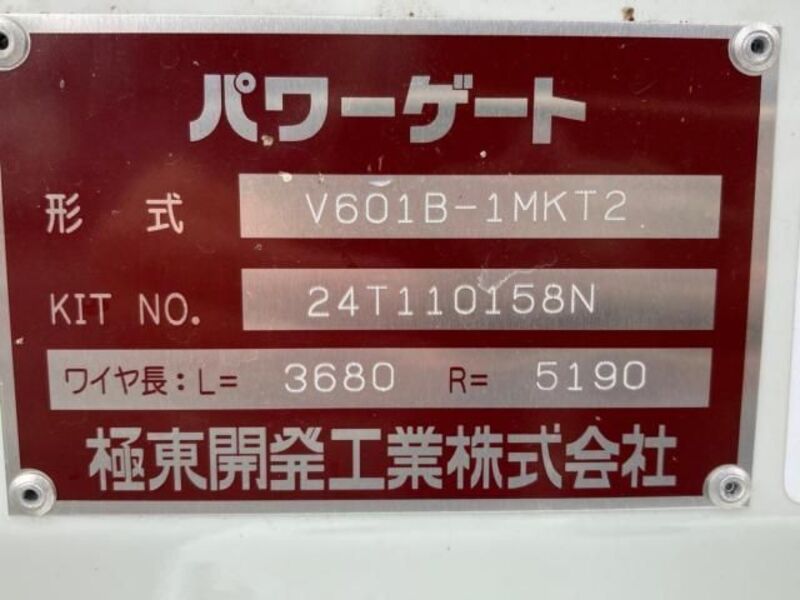 パワーゲート
形 式 V601B-1MKT2
KIT NO. 24T110158N
ワイヤ長:L= 3680 R= 5190
極東開発工業株式会社